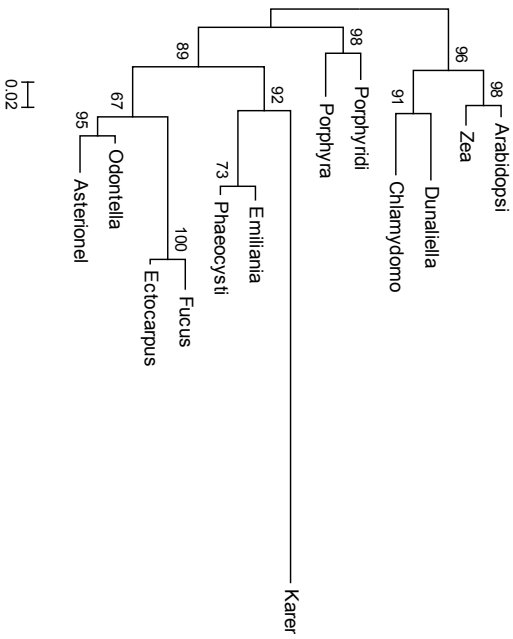 Arabidopsi
98
Zea
96
Dunaliella
91
Chlamydomo
Porphyridi
98
Porphyra
92
Emiliania
73
Phaeocysti
Fucus
89
100
Ectocarpus
67
Odontella
95
Asterionel
0.02